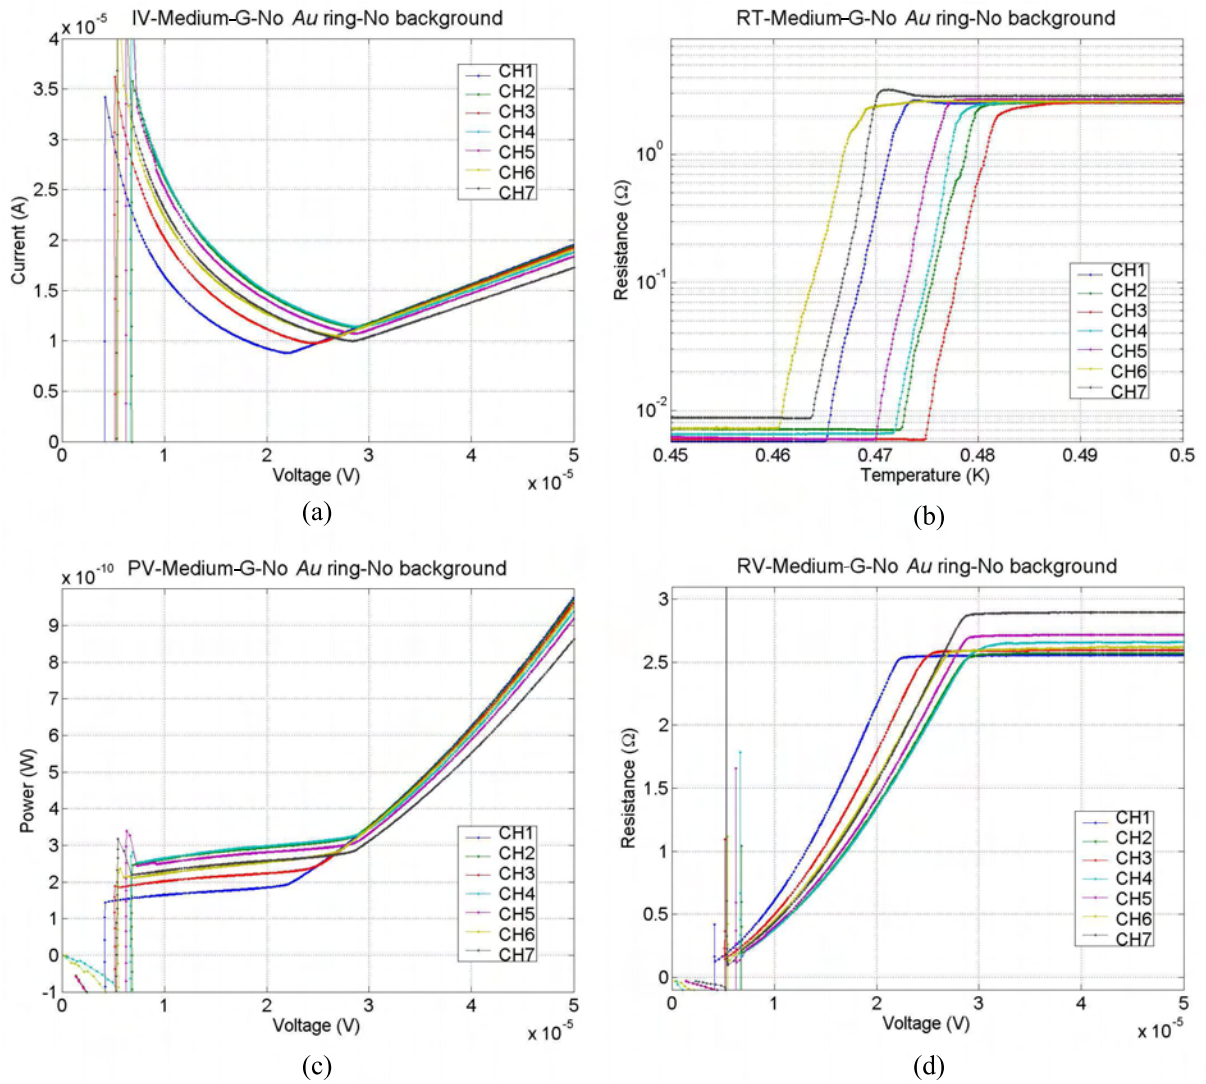 IV-Medium-G-No Au ring-No background
x 10-5
4
3.5
3
2.5
2
1.5
1
0.5
0
Current (A)
CH1
CH2
CH3
CH4
CH5
CH6
CH7
0 1 2 3 4 5
Voltage (V)
x 10-5
(a)
RT-Medium-G-No Au ring-No background
10^0
10^-1
10^-2
Resistance (Ω)
CH1
CH2
CH3
CH4
CH5
CH6
CH7
0.45 0.46 0.47 0.48 0.49 0.5
Temperature (K)
(b)
PV-Medium-G-No Au ring-No background
x 10-10
9
8
7
6
5
4
3
2
1
0
-1
Power (W)
CH1
CH2
CH3
CH4
CH5
CH6
CH7
0 1 2 3 4 5
Voltage (V)
x 10-5
(c)
RV-Medium-G-No Au ring-No background
3
2.5
2
1.5
1
0.5
0
Resistance (Ω)
CH1
CH2
CH3
CH4
CH5
CH6
CH7
0 1 2 3 4 5
Voltage (V)
x 10-5
(d)